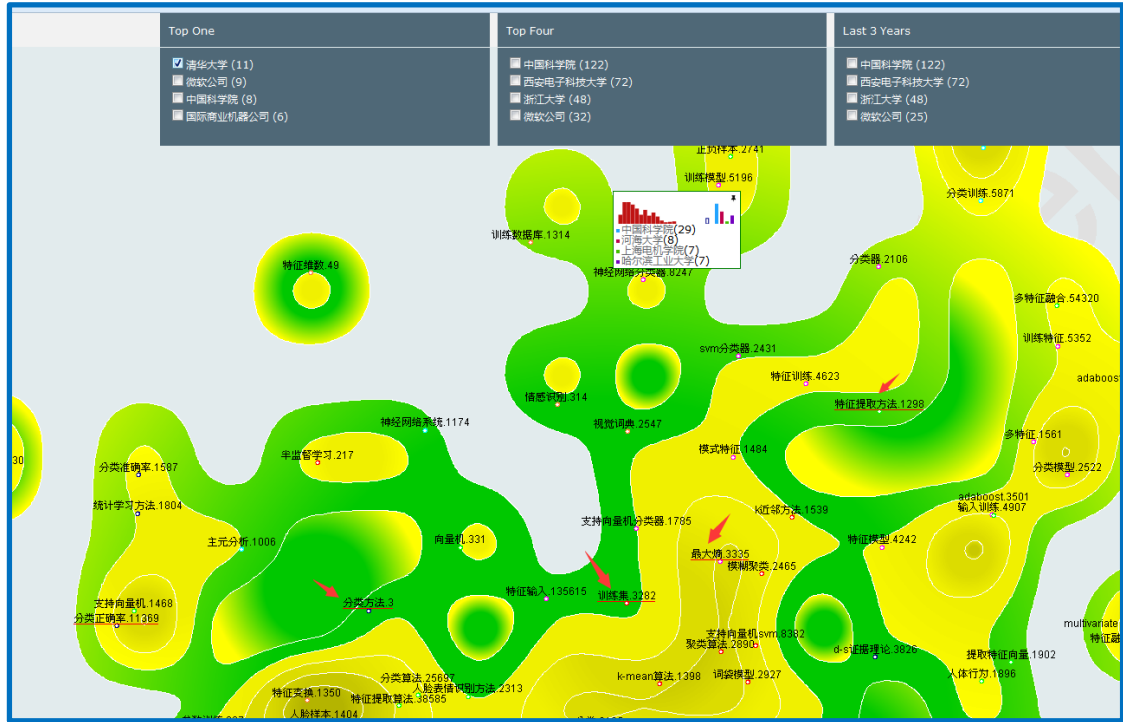 Top One
清华大学 (11)
微软公司 (9)
中国科学院 (8)
国际商业机器公司 (6)
Top Four
中国科学院 (122)
西安电子科技大学 (72)
浙江大学 (48)
微软公司 (32)
Last 3 Years
中国科学院 (122)
西安电子科技大学 (72)
浙江大学 (48)
微软公司 (25)
正负样本.2741
训练模型.5196
分类训练.5871
中国科学院(29)
河海大学(8)
上海电机学院(7)
哈尔滨工业大学(7)
训练数据库.1314
特征堆数.49
神经网络分类器.8247
分类器.2106
多特征融合.54320
训练特征.5352
svm分类器.2431
特征训练.4623
adaboost
情感识别.314
特征提取方法.1298
神经网络系统.1174
视觉词典.2547
多特征.1561
半监督学习.217
模式特征.1484
30
分类准确率.1587
分类模型.2522
统计学习方法.1804
adaboost.3501
输入训练.4907
k近邻方法.1539
支持向量机分类器.1785
主元分析.1006
向量机.331
特征模型.4242
最大熵.3335
模糊聚类.2465
特征输入.135615
训练集.3282
分类方法.3
支持向量机.1468
分类正确率.11369
multivariate
特征融
支持向量机svm.8382
聚类算法.2890
d-s证据理论.3826
提取特征向量.1902
人体行为.1896
k-mean算法.1398
词袋模型.2927
分类算法.25697
人脸表情识别方法.2313
特征变换.1350
特征提取算法.38585
人脸样本.1404